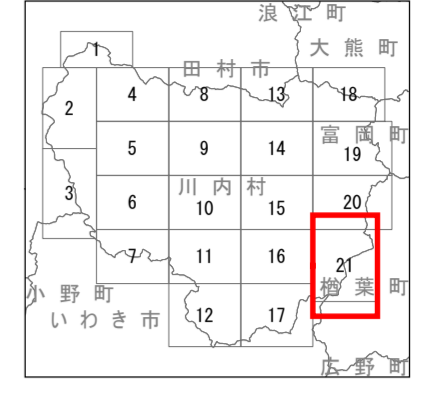 浪江町
大熊町
1
田村市
2 4 8 13 18
富岡町
5 9 14 19
川内村
3 6 10 15 20
7 11 16 21
小野町
楢葉町
いわき市
12 17
広野町